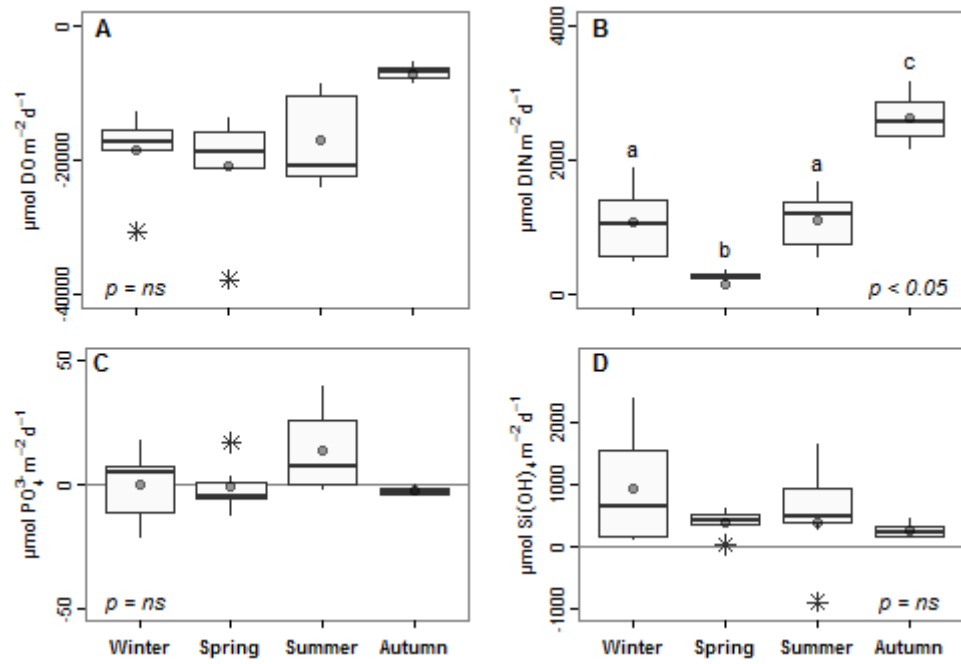 A
0
-20000
-40000
µmol DO m⁻² d⁻¹
p = ns
B
4000
2000
0
µmol DIN m⁻² d⁻¹
a
b
a
c
p < 0.05
C
50
0
-50
µmol PO₄³⁻ m⁻² d⁻¹
p = ns
Winter Spring Summer Autumn
D
2000
1000
0
-1000
µmol Si(OH)₄ m⁻² d⁻¹
p = ns
Winter Spring Summer Autumn